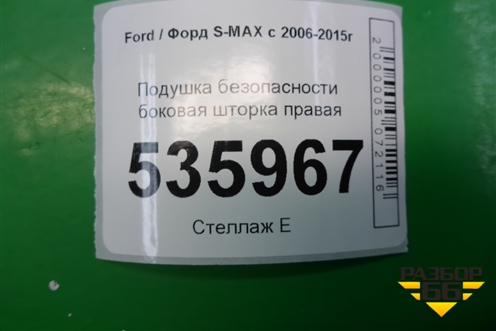 Ford / Форд S-MAX с 2006-2015г
Подушка безопасности
боковая шторка правая
535967
Стеллаж Е
2000005072116
РАЗБОР
66